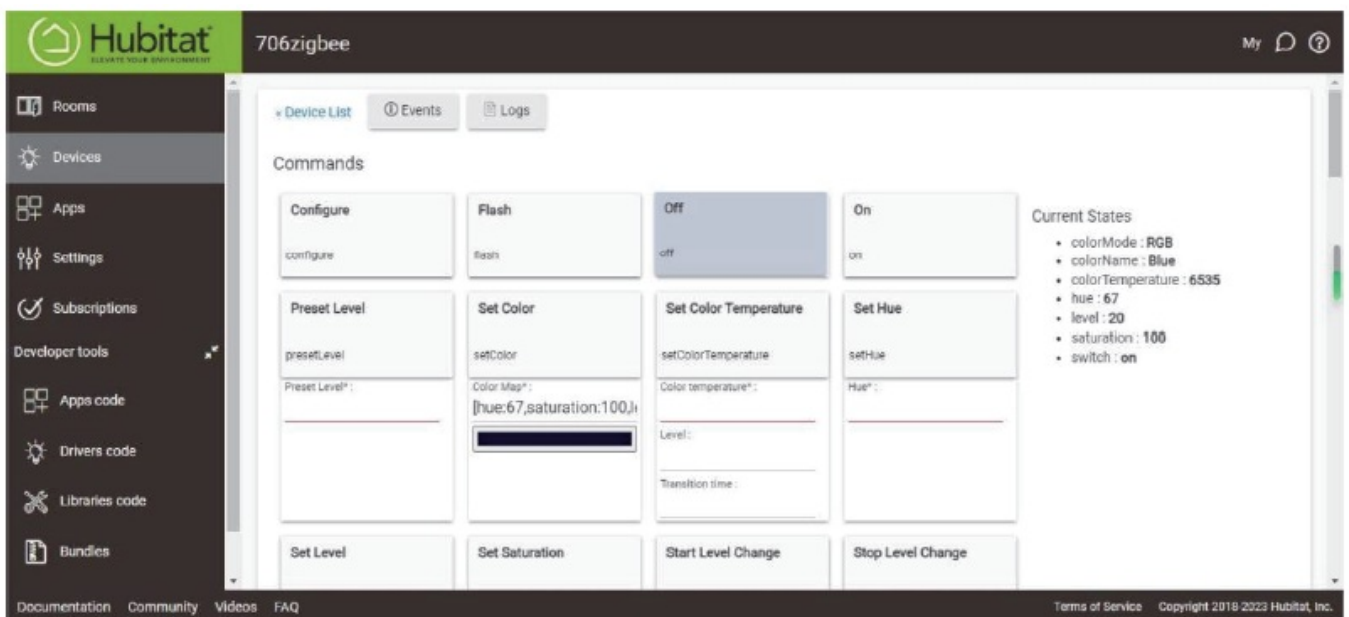 Hubitat
ELEVATE YOUR ENVIRONMENT
706zigbee
My
Rooms
Devices
Apps
Settings
Subscriptions
Developer tools
Apps code
Drivers code
Libraries code
Bundles
« Device List
Events
Logs
Commands
Configure
configure
Flash
flash
Off
off
On
on
Preset Level
presetLevel
Preset Level* :
Set Color
setColor
Color Map* :
[hue:67,saturation:100,l
Set Color Temperature
setColorTemperature
Color temperature* :
Level :
Transition time :
Set Hue
setHue
Hue* :
Set Level
Set Saturation
Start Level Change
Stop Level Change
Current States
• colorMode : RGB
• colorName : Blue
• colorTemperature : 6535
• hue : 67
• level : 20
• saturation : 100
• switch : on
Documentation Community Videos FAQ
Terms of Service Copyright 2018-2023 Hubitat, Inc.